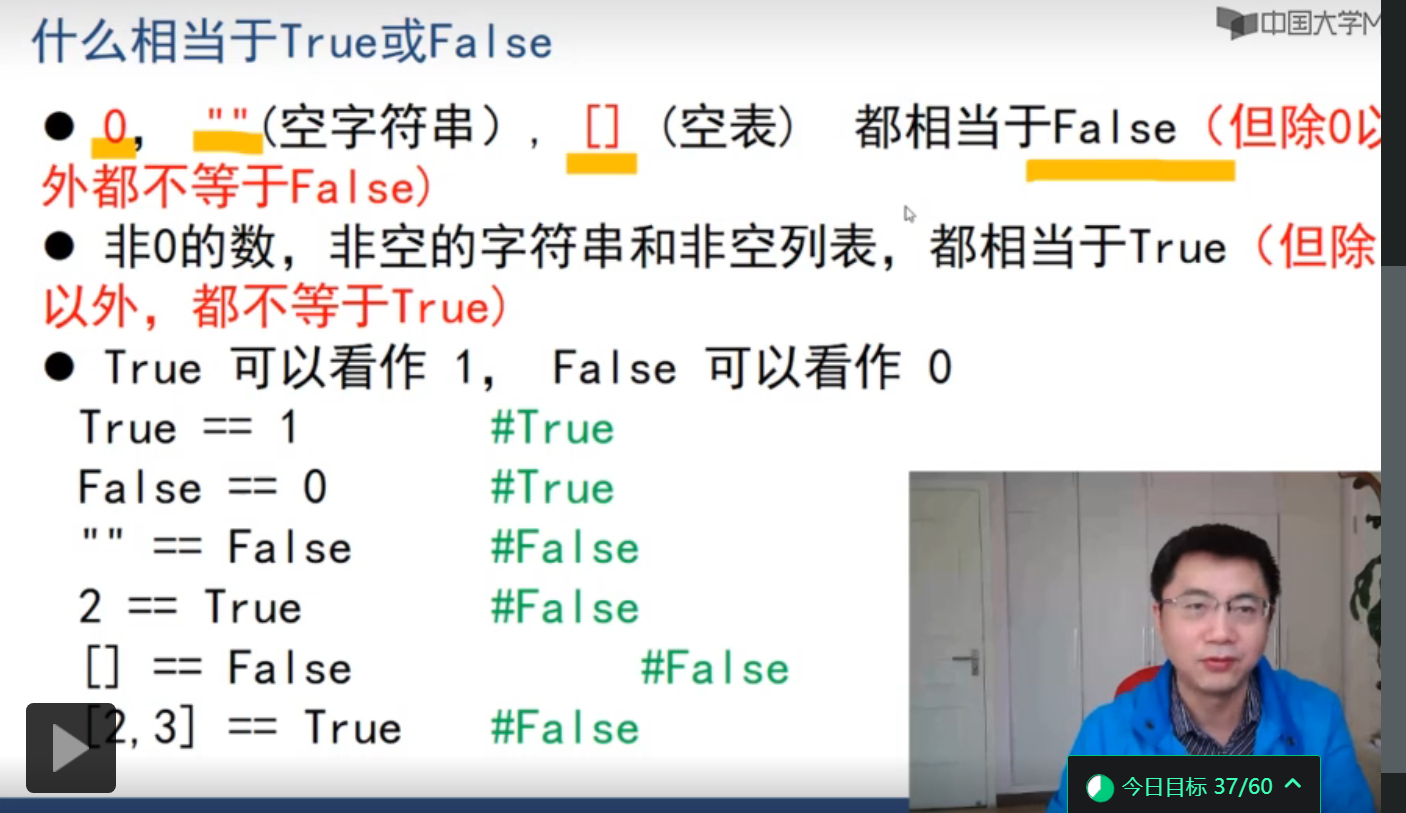 什么相当于True或False
中国大学M
● 0, ""(空字符串), [] (空表) 都相当于False (但除0以
外都不等于False)
● 非0的数，非空的字符串和非空列表，都相当于True (但除
以外，都不等于True)
● True 可以看作 1， False 可以看作 0
True == 1 #True
False == 0 #True
"" == False #False
2 == True #False
[] == False #False
[2,3] == True #False
今日目标 37/60